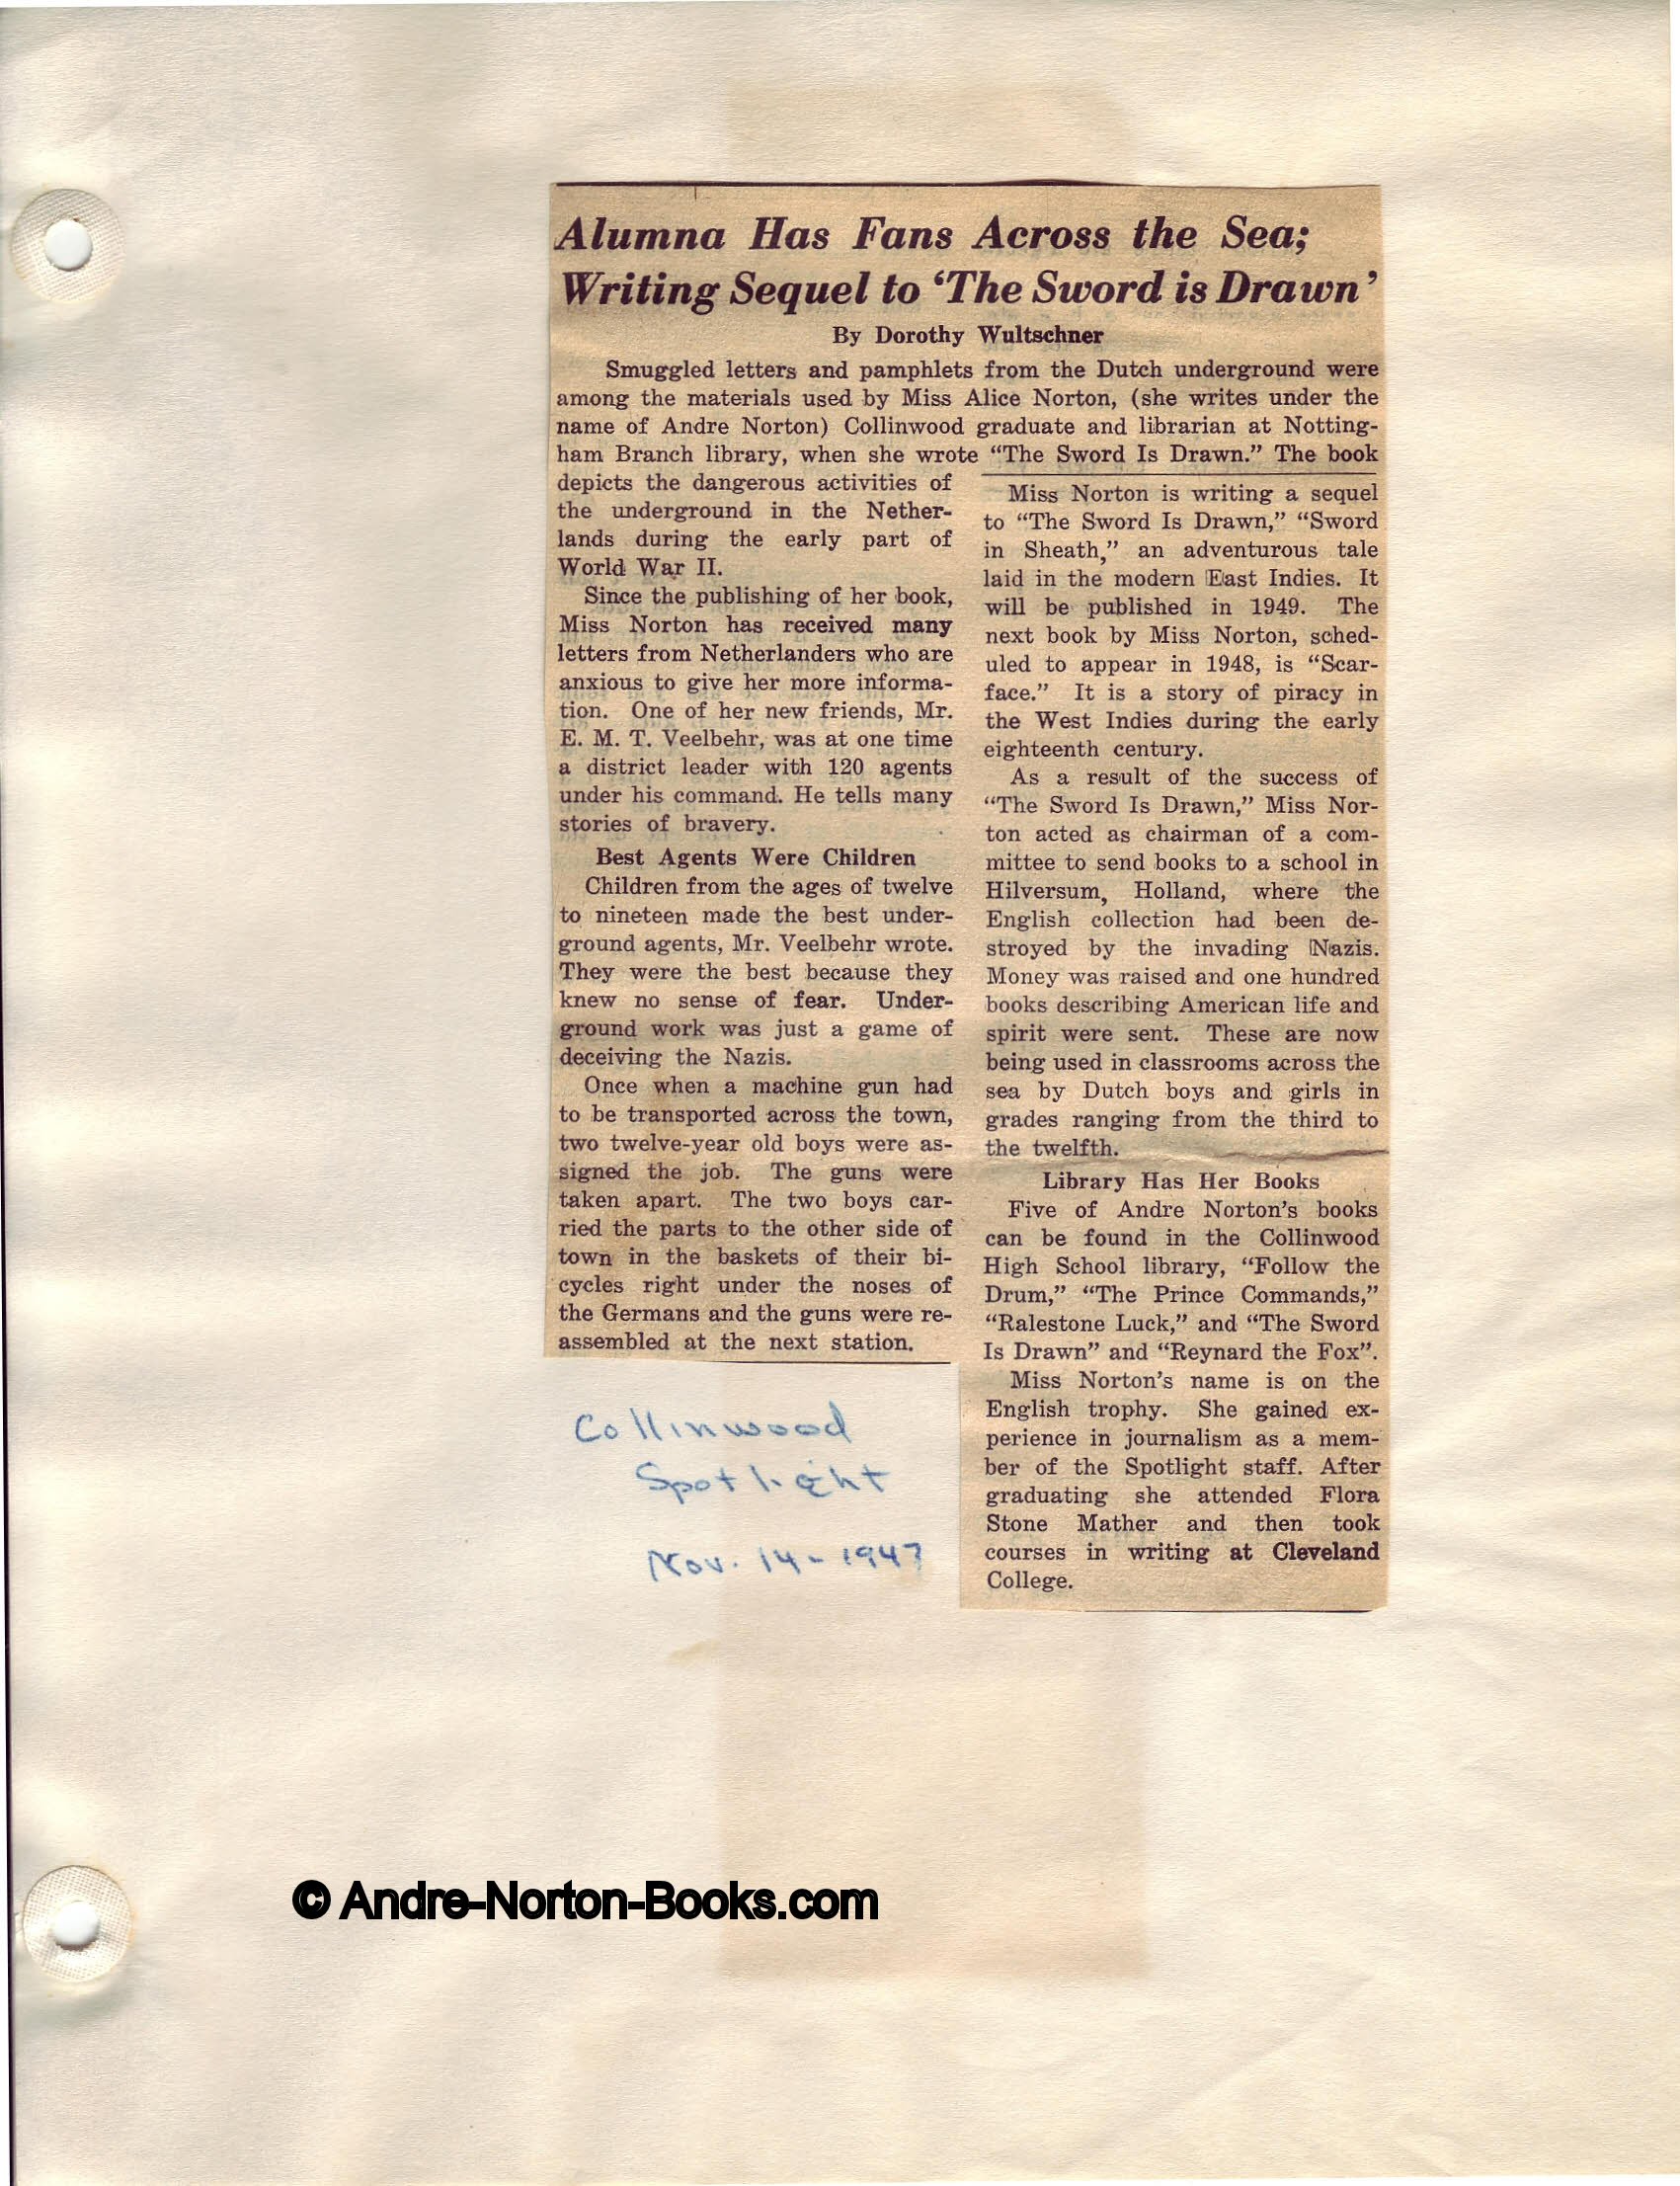 Alumna Has Fans Across the Sea;
Writing Sequel to ‘The Sword is Drawn’
By Dorothy Wultschner
Smuggled letters and pamphlets from the Dutch underground were
among the materials used by Miss Alice Norton, (she writes under the
name of Andre Norton) Collinwood graduate and librarian at Notting-
ham Branch library, when she wrote “The Sword Is Drawn.” The book
depicts the dangerous activities of
the underground in the Nether-
lands during the early part of
World War II.
Since the publishing of her book,
Miss Norton has received many
letters from Netherlanders who are
anxious to give her more informa-
tion. One of her new friends, Mr.
E. M. T. Veelbehr, was at one time
a district leader with 120 agents
under his command. He tells many
stories of bravery.
Best Agents Were Children
Children from the ages of twelve
to nineteen made the best under-
ground agents, Mr. Veelbehr wrote.
They were the best because they
knew no sense of fear. Under-
ground work was just a game of
deceiving the Nazis.
Once when a machine gun had
to be transported across the town,
two twelve-year old boys were as-
signed the job. The guns were
taken apart. The two boys car-
ried the parts to the other side of
town in the baskets of their bi-
cycles right under the noses of
the Germans and the guns were re-
assembled at the next station.
Miss Norton is writing a sequel
to “The Sword Is Drawn,” “Sword
in Sheath,” an adventurous tale
laid in the modern East Indies. It
will be published in 1949. The
next book by Miss Norton, sched-
uled to appear in 1948, is “Scar-
face.” It is a story of piracy in
the West Indies during the early
eighteenth century.
As a result of the success of
“The Sword Is Drawn,” Miss Nor-
ton acted as chairman of a com-
mittee to send books to a school in
Hilversum, Holland, where the
English collection had been de-
stroyed by the invading Nazis.
Money was raised and one hundred
books describing American life and
spirit were sent. These are now
being used in classrooms across the
sea by Dutch boys and girls in
grades ranging from the third to
the twelfth.
Library Has Her Books
Five of Andre Norton’s books
can be found in the Collinwood
High School library, “Follow the
Drum,” “The Prince Commands,”
“Ralestone Luck,” and “The Sword
Is Drawn” and “Reynard the Fox”.
Miss Norton’s name is on the
English trophy. She gained ex-
perience in journalism as a mem-
ber of the Spotlight staff. After
graduating she attended Flora
Stone Mather and then took
courses in writing at Cleveland
College.
Collinwood
Spotlight
Nov. 14 - 1947
© Andre-Norton-Books.com